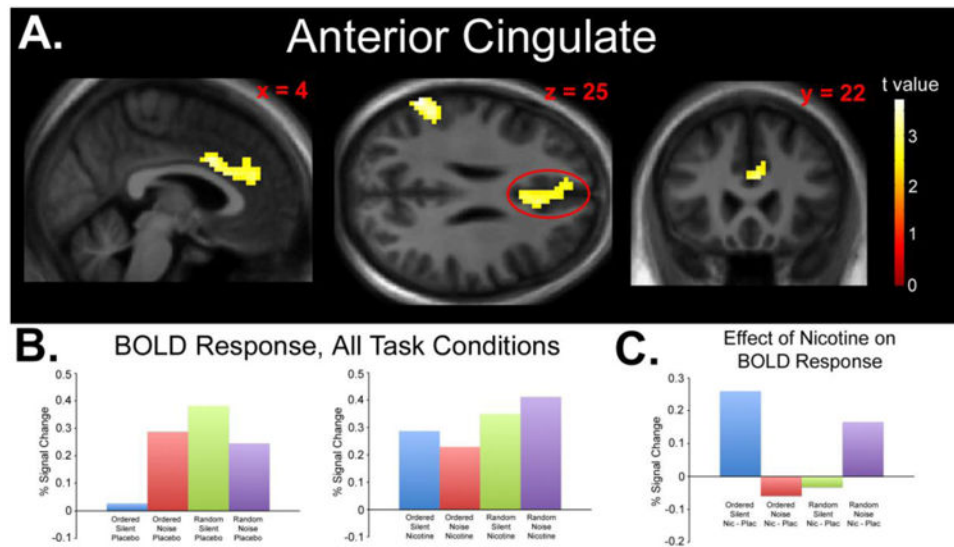 A.
Anterior Cingulate
x = 4
z = 25
y = 22
t value
3
2
1
0
B.
BOLD Response, All Task Conditions
% Signal Change
0.5
0.4
0.3
0.2
0.1
0
-0.1
Ordered Ordered Random Random
Silent Noise Silent Noise
Placebo Placebo Placebo Placebo
% Signal Change
0.5
0.4
0.3
0.2
0.1
0
-0.1
Ordered Ordered Random Random
Silent Noise Silent Noise
Nicotine Nicotine Nicotine Nicotine
C.
Effect of Nicotine on
BOLD Response
% Signal Change
0.3
0.2
0.1
0
-0.1
-0.2
Ordered Ordered Random Random
Silent Noise Silent Noise
Nic - Plac Nic - Plac Nic - Plac Nic - Plac